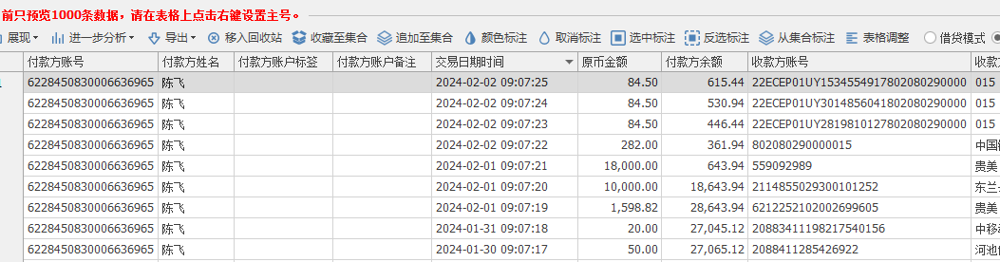 前只预览1000条数据，请在表格上点击右键设置主号。
展现 进一步分析 导出 移入回收站 收藏至集合 追加至集合 颜色标注 取消标注 选中标注 反选标注 从集合标注 表格调整 借贷模式
付款方账号 付款方姓名 付款方账户标签 付款方账户备注 交易日期时间 原币金额 付款方余额 收款方账号 收款方
6228450830006636965 陈飞 2024-02-02 09:07:25 84.50 615.44 22ECEP01UY1534554917802080290000 015
6228450830006636965 陈飞 2024-02-02 09:07:24 84.50 530.94 22ECEP01UY3014856041802080290000 015
6228450830006636965 陈飞 2024-02-02 09:07:23 84.50 446.44 22ECEP01UY2819810127802080290000 015
6228450830006636965 陈飞 2024-02-02 09:07:22 282.00 361.94 802080290000015 中国
6228450830006636965 陈飞 2024-02-01 09:07:21 18,000.00 643.94 559092989 贵美
6228450830006636965 陈飞 2024-02-01 09:07:20 10,000.00 18,643.94 2114855029300101252 东兰
6228450830006636965 陈飞 2024-02-01 09:07:19 1,598.82 28,643.94 6212252102002699605 贵美
6228450830006636965 陈飞 2024-01-31 09:07:18 20.00 27,045.12 20883411198217540156 中移
6228450830006636965 陈飞 2024-01-30 09:07:17 50.00 27,065.12 2088411285426922 河池